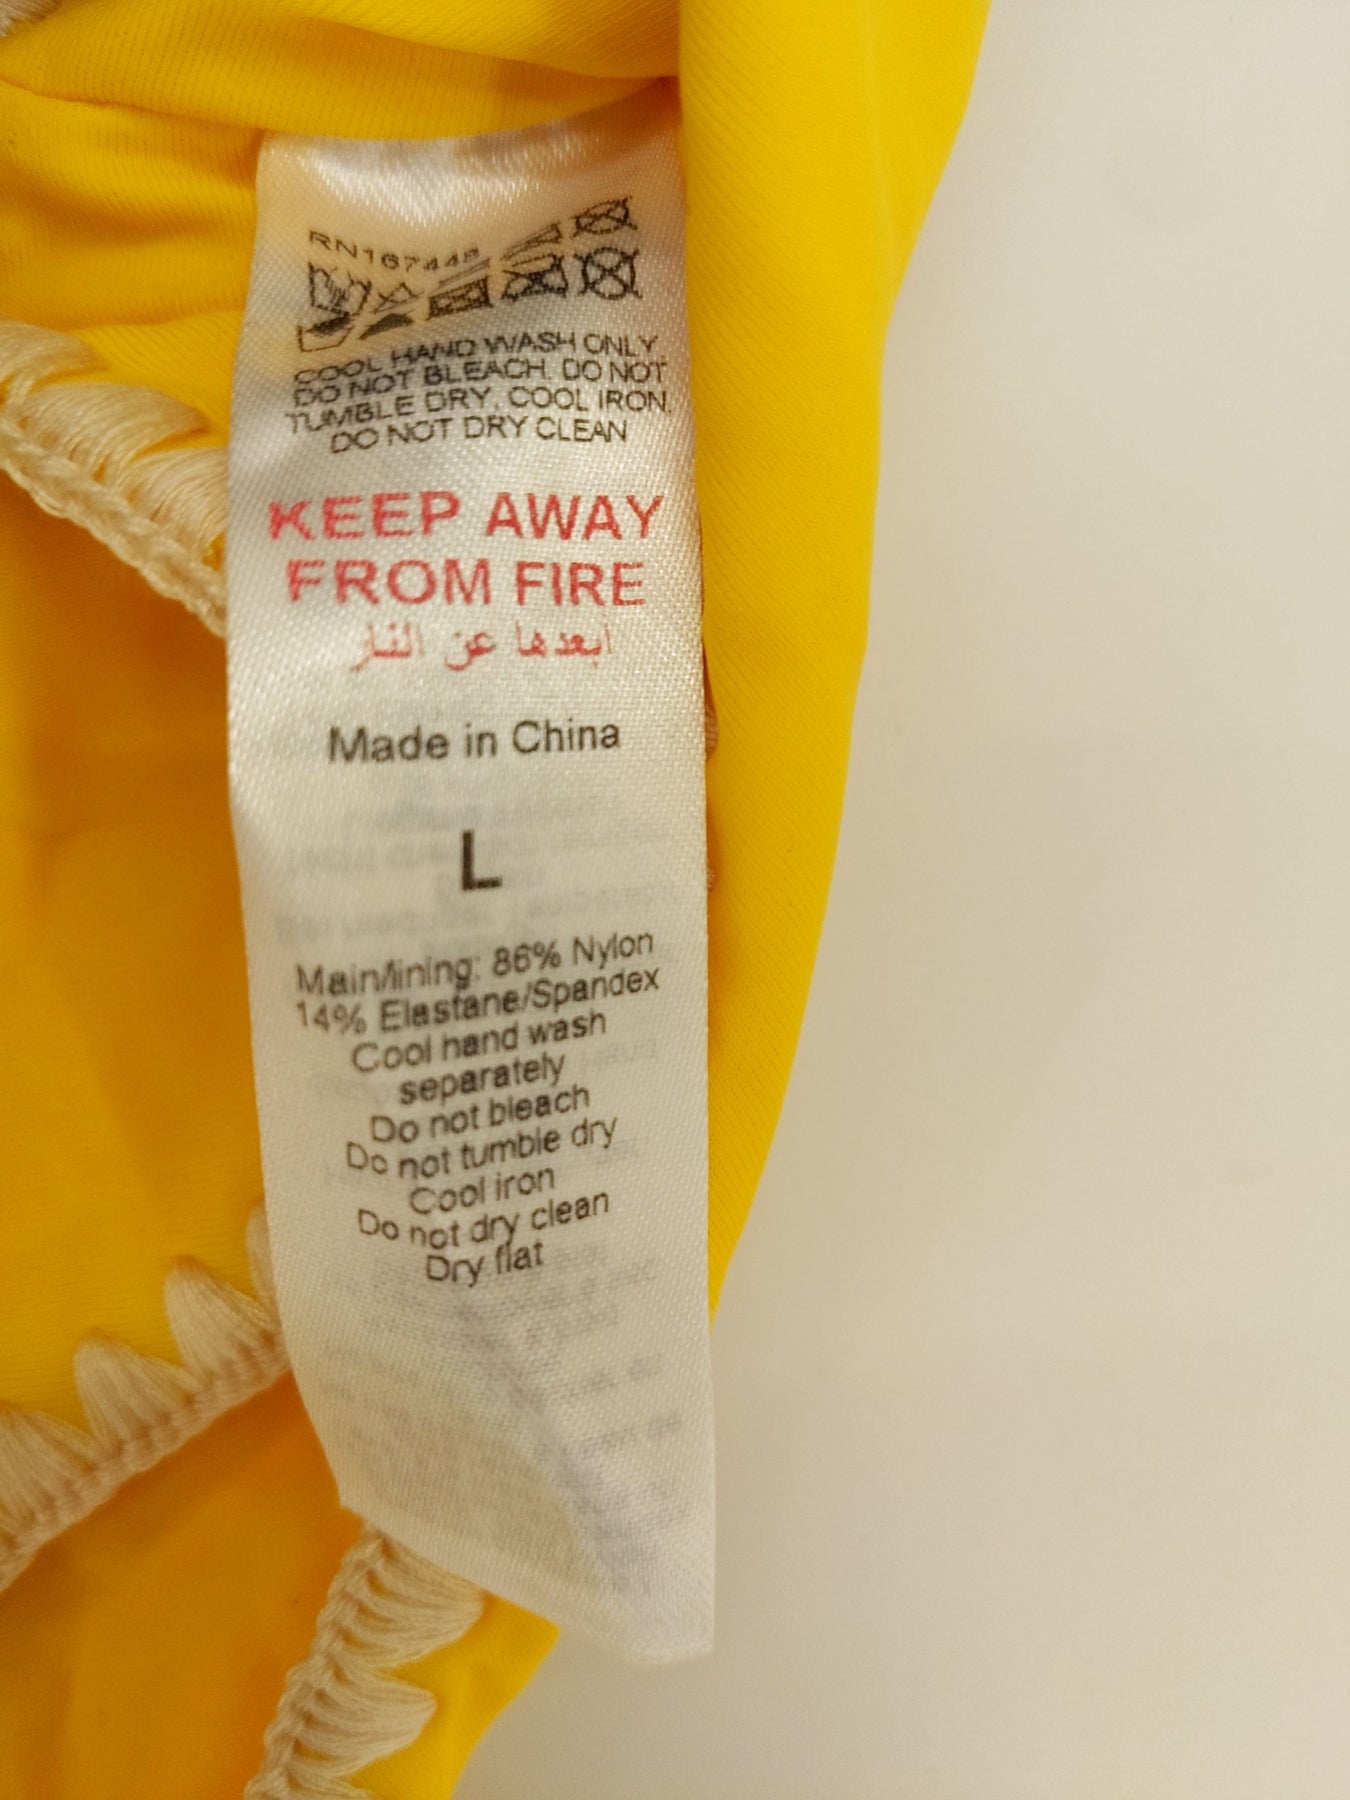 RN167448
COOL HAND WASH ONLY
DO NOT BLEACH. DO NOT
TUMBLE DRY. COOL IRON.
DO NOT DRY CLEAN
KEEP AWAY
FROM FIRE
ابعدها عن النار
Made in China
L
Main/lining: 86% Nylon
14% Elastane/Spandex
Cool hand wash
separately
Do not bleach
Do not tumble dry
Cool iron
Do not dry clean
Dry flat